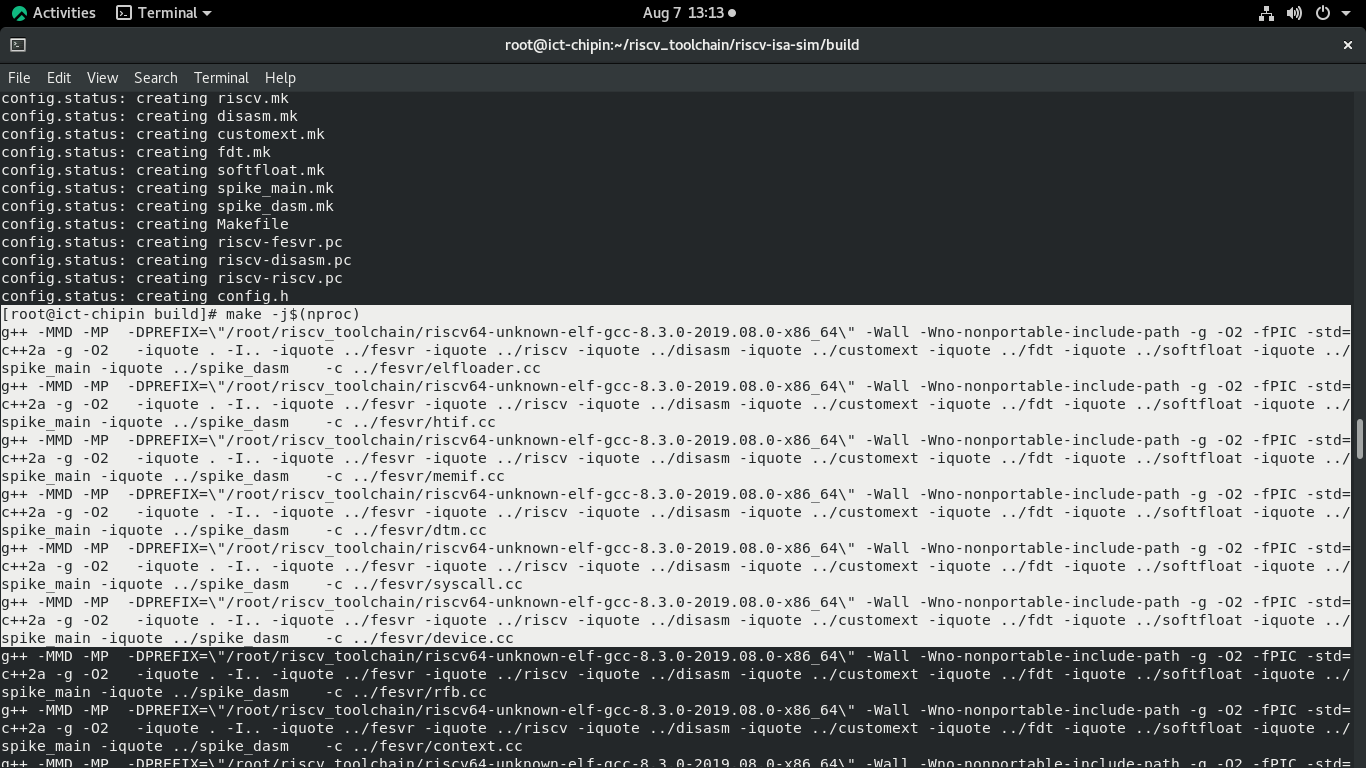 Activities Terminal Aug 7 13:13
root@ict-chipin:~/riscv_toolchain/riscv-isa-sim/build ×
File Edit View Search Terminal Help
config.status: creating riscv.mk
config.status: creating disasm.mk
config.status: creating customext.mk
config.status: creating fdt.mk
config.status: creating softfloat.mk
config.status: creating spike_main.mk
config.status: creating spike_dasm.mk
config.status: creating Makefile
config.status: creating riscv-fesvr.pc
config.status: creating riscv-disasm.pc
config.status: creating riscv-riscv.pc
config.status: creating config.h
[root@ict-chipin build]# make -j$(nproc)
g++ -MMD -MP  -DPREFIX=\"/root/riscv_toolchain/riscv64-unknown-elf-gcc-8.3.0-2019.08.0-x86_64\" -Wall -Wno-nonportable-include-path -g -O2 -fPIC -std=
c++2a -g -O2   -iquote . -I.. -iquote ../fesvr -iquote ../riscv -iquote ../disasm -iquote ../customext -iquote ../fdt -iquote ../softfloat -iquote ../
spike_main -iquote ../spike_dasm    -c ../fesvr/elfloader.cc
g++ -MMD -MP  -DPREFIX=\"/root/riscv_toolchain/riscv64-unknown-elf-gcc-8.3.0-2019.08.0-x86_64\" -Wall -Wno-nonportable-include-path -g -O2 -fPIC -std=
c++2a -g -O2   -iquote . -I.. -iquote ../fesvr -iquote ../riscv -iquote ../disasm -iquote ../customext -iquote ../fdt -iquote ../softfloat -iquote ../
spike_main -iquote ../spike_dasm    -c ../fesvr/htif.cc
g++ -MMD -MP  -DPREFIX=\"/root/riscv_toolchain/riscv64-unknown-elf-gcc-8.3.0-2019.08.0-x86_64\" -Wall -Wno-nonportable-include-path -g -O2 -fPIC -std=
c++2a -g -O2   -iquote . -I.. -iquote ../fesvr -iquote ../riscv -iquote ../disasm -iquote ../customext -iquote ../fdt -iquote ../softfloat -iquote ../
spike_main -iquote ../spike_dasm    -c ../fesvr/memif.cc
g++ -MMD -MP  -DPREFIX=\"/root/riscv_toolchain/riscv64-unknown-elf-gcc-8.3.0-2019.08.0-x86_64\" -Wall -Wno-nonportable-include-path -g -O2 -fPIC -std=
c++2a -g -O2   -iquote . -I.. -iquote ../fesvr -iquote ../riscv -iquote ../disasm -iquote ../customext -iquote ../fdt -iquote ../softfloat -iquote ../
spike_main -iquote ../spike_dasm    -c ../fesvr/dtm.cc
g++ -MMD -MP  -DPREFIX=\"/root/riscv_toolchain/riscv64-unknown-elf-gcc-8.3.0-2019.08.0-x86_64\" -Wall -Wno-nonportable-include-path -g -O2 -fPIC -std=
c++2a -g -O2   -iquote . -I.. -iquote ../fesvr -iquote ../riscv -iquote ../disasm -iquote ../customext -iquote ../fdt -iquote ../softfloat -iquote ../
spike_main -iquote ../spike_dasm    -c ../fesvr/syscall.cc
g++ -MMD -MP  -DPREFIX=\"/root/riscv_toolchain/riscv64-unknown-elf-gcc-8.3.0-2019.08.0-x86_64\" -Wall -Wno-nonportable-include-path -g -O2 -fPIC -std=
c++2a -g -O2   -iquote . -I.. -iquote ../fesvr -iquote ../riscv -iquote ../disasm -iquote ../customext -iquote ../fdt -iquote ../softfloat -iquote ../
spike_main -iquote ../spike_dasm    -c ../fesvr/device.cc
g++ -MMD -MP  -DPREFIX=\"/root/riscv_toolchain/riscv64-unknown-elf-gcc-8.3.0-2019.08.0-x86_64\" -Wall -Wno-nonportable-include-path -g -O2 -fPIC -std=
c++2a -g -O2   -iquote . -I.. -iquote ../fesvr -iquote ../riscv -iquote ../disasm -iquote ../customext -iquote ../fdt -iquote ../softfloat -iquote ../
spike_main -iquote ../spike_dasm    -c ../fesvr/rfb.cc
g++ -MMD -MP  -DPREFIX=\"/root/riscv_toolchain/riscv64-unknown-elf-gcc-8.3.0-2019.08.0-x86_64\" -Wall -Wno-nonportable-include-path -g -O2 -fPIC -std=
c++2a -g -O2   -iquote . -I.. -iquote ../fesvr -iquote ../riscv -iquote ../disasm -iquote ../customext -iquote ../fdt -iquote ../softfloat -iquote ../
spike_main -iquote ../spike_dasm    -c ../fesvr/context.cc
g++ -MMD -MP  -DPREFIX=\"/root/riscv_toolchain/riscv64-unknown-elf-gcc-8.3.0-2019.08.0-x86_64\" -Wall -Wno-nonportable-include-path -g -O2 -fPIC -std=